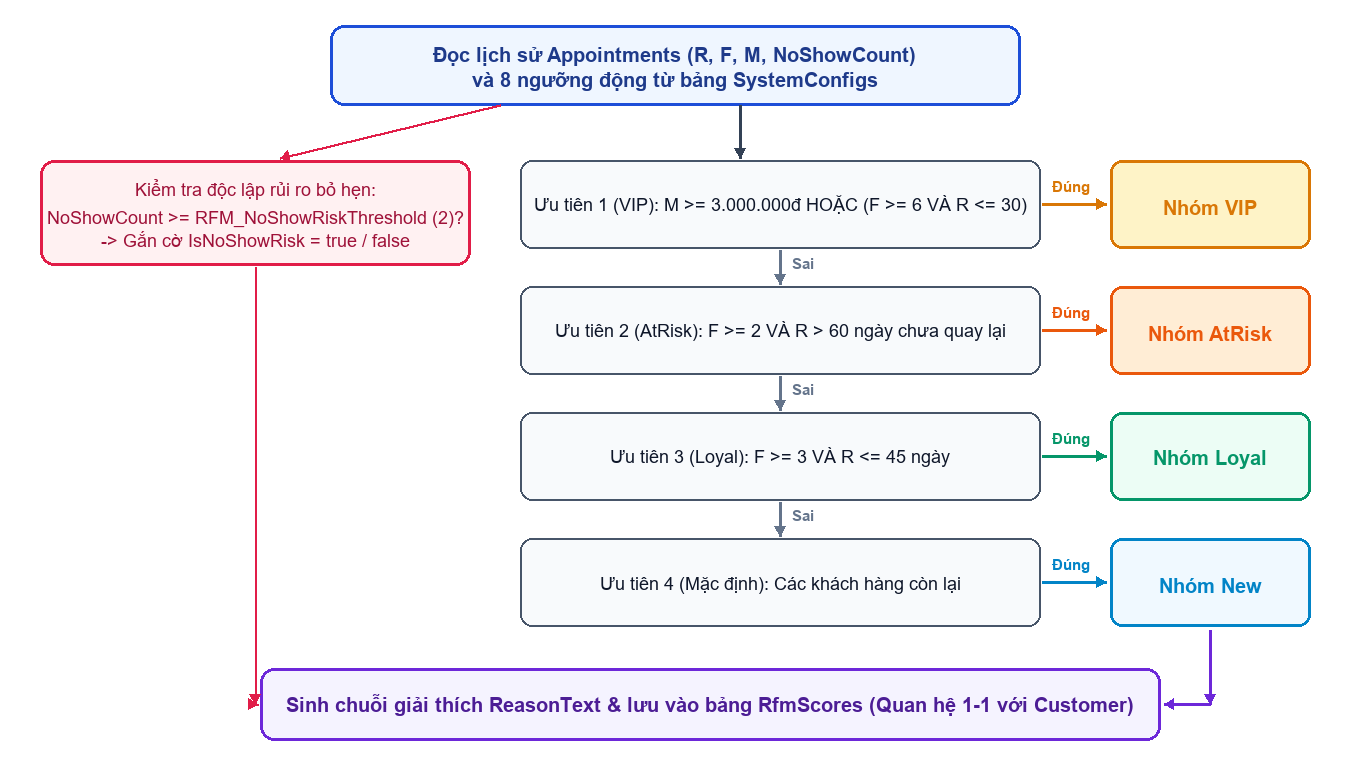 Đọc lịch sử Appointments (R, F, M, NoShowCount)
và 8 ngưỡng động từ bảng SystemConfigs
Kiểm tra độc lập rủi ro bỏ hẹn:
NoShowCount >= RFM_NoShowRiskThreshold (2)?
-> Gắn cờ IsNoShowRisk = true / false
Ưu tiên 1 (VIP): M >= 3.000.000đ HOẶC (F >= 6 VÀ R <= 30)
Đúng
Nhóm VIP
Sai
Ưu tiên 2 (AtRisk): F >= 2 VÀ R > 60 ngày chưa quay lại
Đúng
Nhóm AtRisk
Sai
Ưu tiên 3 (Loyal): F >= 3 VÀ R <= 45 ngày
Đúng
Nhóm Loyal
Sai
Ưu tiên 4 (Mặc định): Các khách hàng còn lại
Đúng
Nhóm New
Sinh chuỗi giải thích ReasonText & lưu vào bảng RfmScores (Quan hệ 1-1 với Customer)